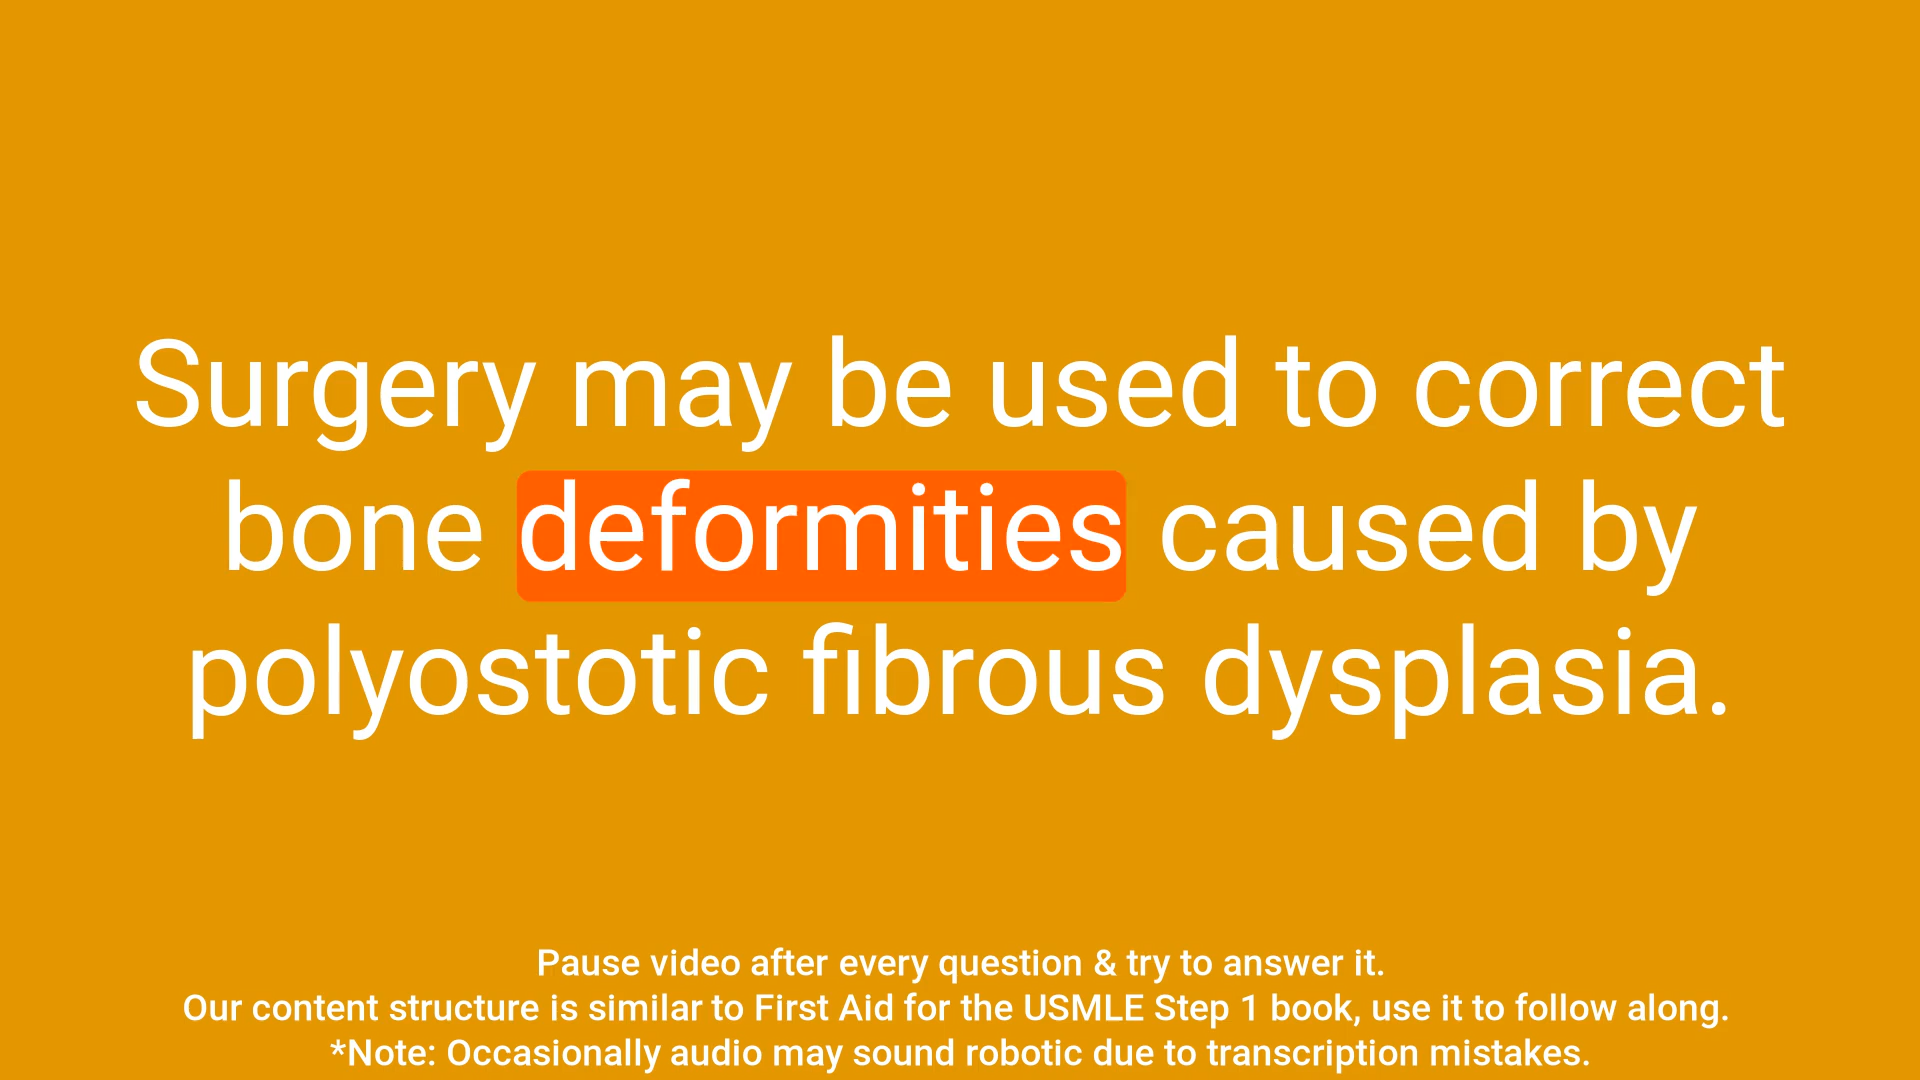 Surgery may be used to correct
bone deformities caused by
polyostotic fibrous dysplasia.
Pause video after every question & try to answer it.
Our content structure is similar to First Aid for the USMLE Step 1 book, use it to follow along.
*Note: Occasionally audio may sound robotic due to transcription mistakes.